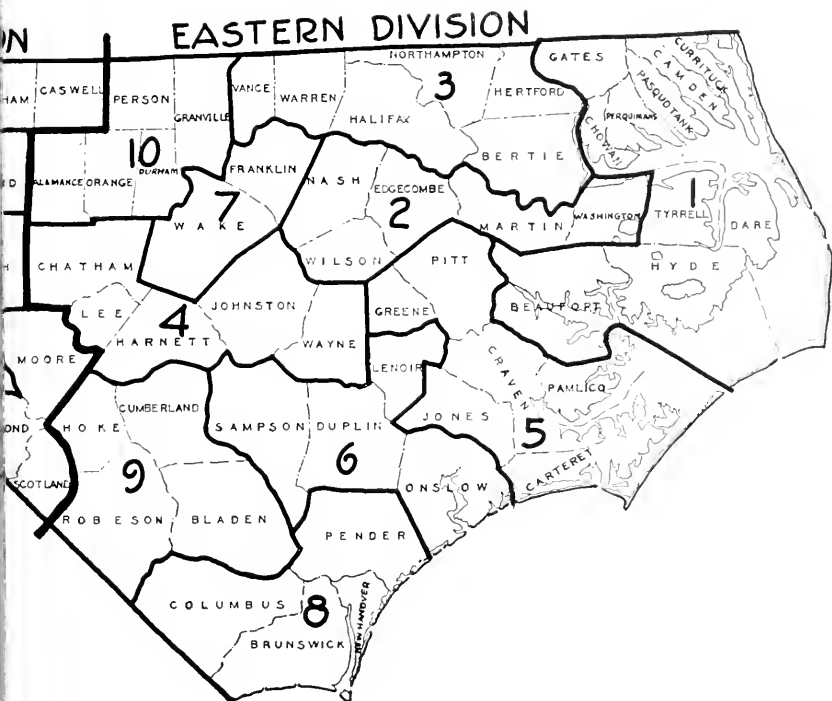 N
EASTERN DIVISION
HAM
CASWELL
PERSON
GRANVILLE
VANCE
WARREN
NORTHAMPTON
3
HERTFORD
GATES
CURRITUCK
CAMDEN
PASQUOTANK
PERQUIMANS
CHOWAN
HALIFAX
BERTIE
10
DURHAM
ALAMANCE
ORANGE
D
FRANKLIN
7
WAKE
NASH
EDGECOMBE
2
MARTIN
WASHINGTON
1
TYRRELL
DARE
HYDE
H
CHATHAM
WILSON
PITT
BEAUFORT
LEE
4
HARNETT
JOHNSTON
WAYNE
GREENE
MOORE
LENOIR
CRAVEN
PAMLICO
OND
HOKE
CUMBERLAND
SAMPSON
DUPLIN
JONES
5
CARTERET
SCOTLAND
9
6
ONSLOW
ROBESON
BLADEN
PENDER
COLUMBUS
8
NEW HANOVER
BRUNSWICK